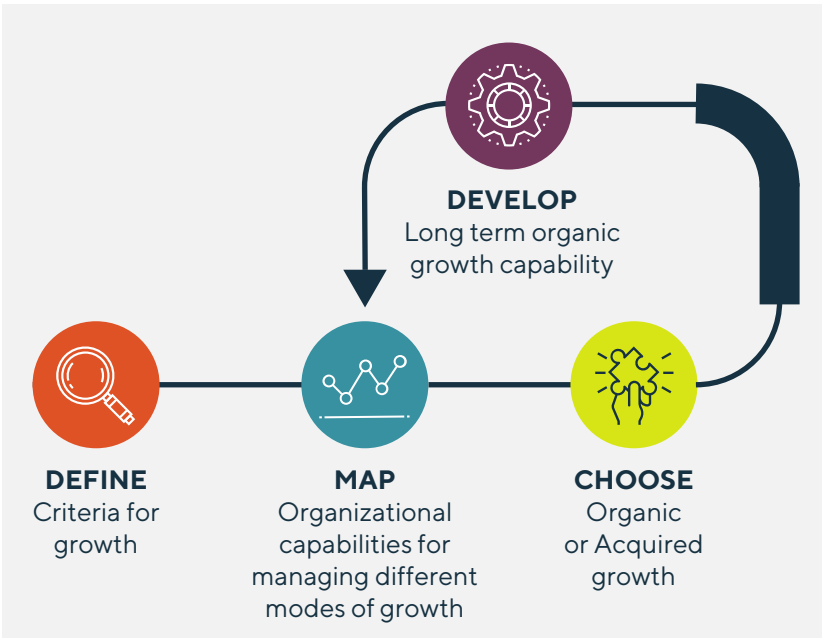 DEVELOP
Long term organic
growth capability
DEFINE
Criteria for
growth
MAP
Organizational
capabilities for
managing different
modes of growth
CHOOSE
Organic
or Acquired
growth